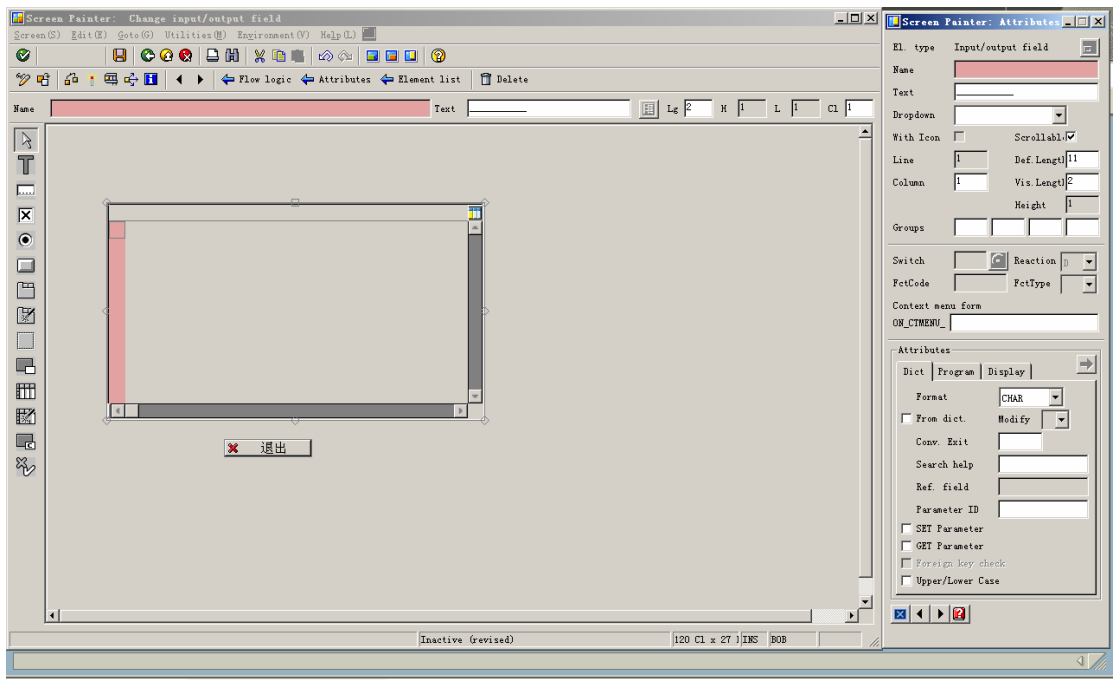 Screen Painter: Change input/output field
Screen(S) Edit(E) Goto(G) Utilities(M) Environment(V) Help(L)
Flow logic Attributes Element list Delete
Name Text Lg 2 H 1 L 1 Cl 1
退出
Inactive (revised) 120 Cl x 27 INS BOB
Screen Painter: Attributes
El. type Input/output field
Name
Text
Dropdown
With Icon Scrollabl
Line 1 Def.Lengt 11
Column 1 Vis.Lengt 2
Height 1
Groups
Switch Reaction D
FctCode FctType
Context menu form
ON_CTMENU_
Attributes
Dict Program Display
Format CHAR
From dict. Modify
Conv. Exit
Search help
Ref. field
Parameter ID
SET Parameter
GET Parameter
Foreign key check
Upper/Lower Case